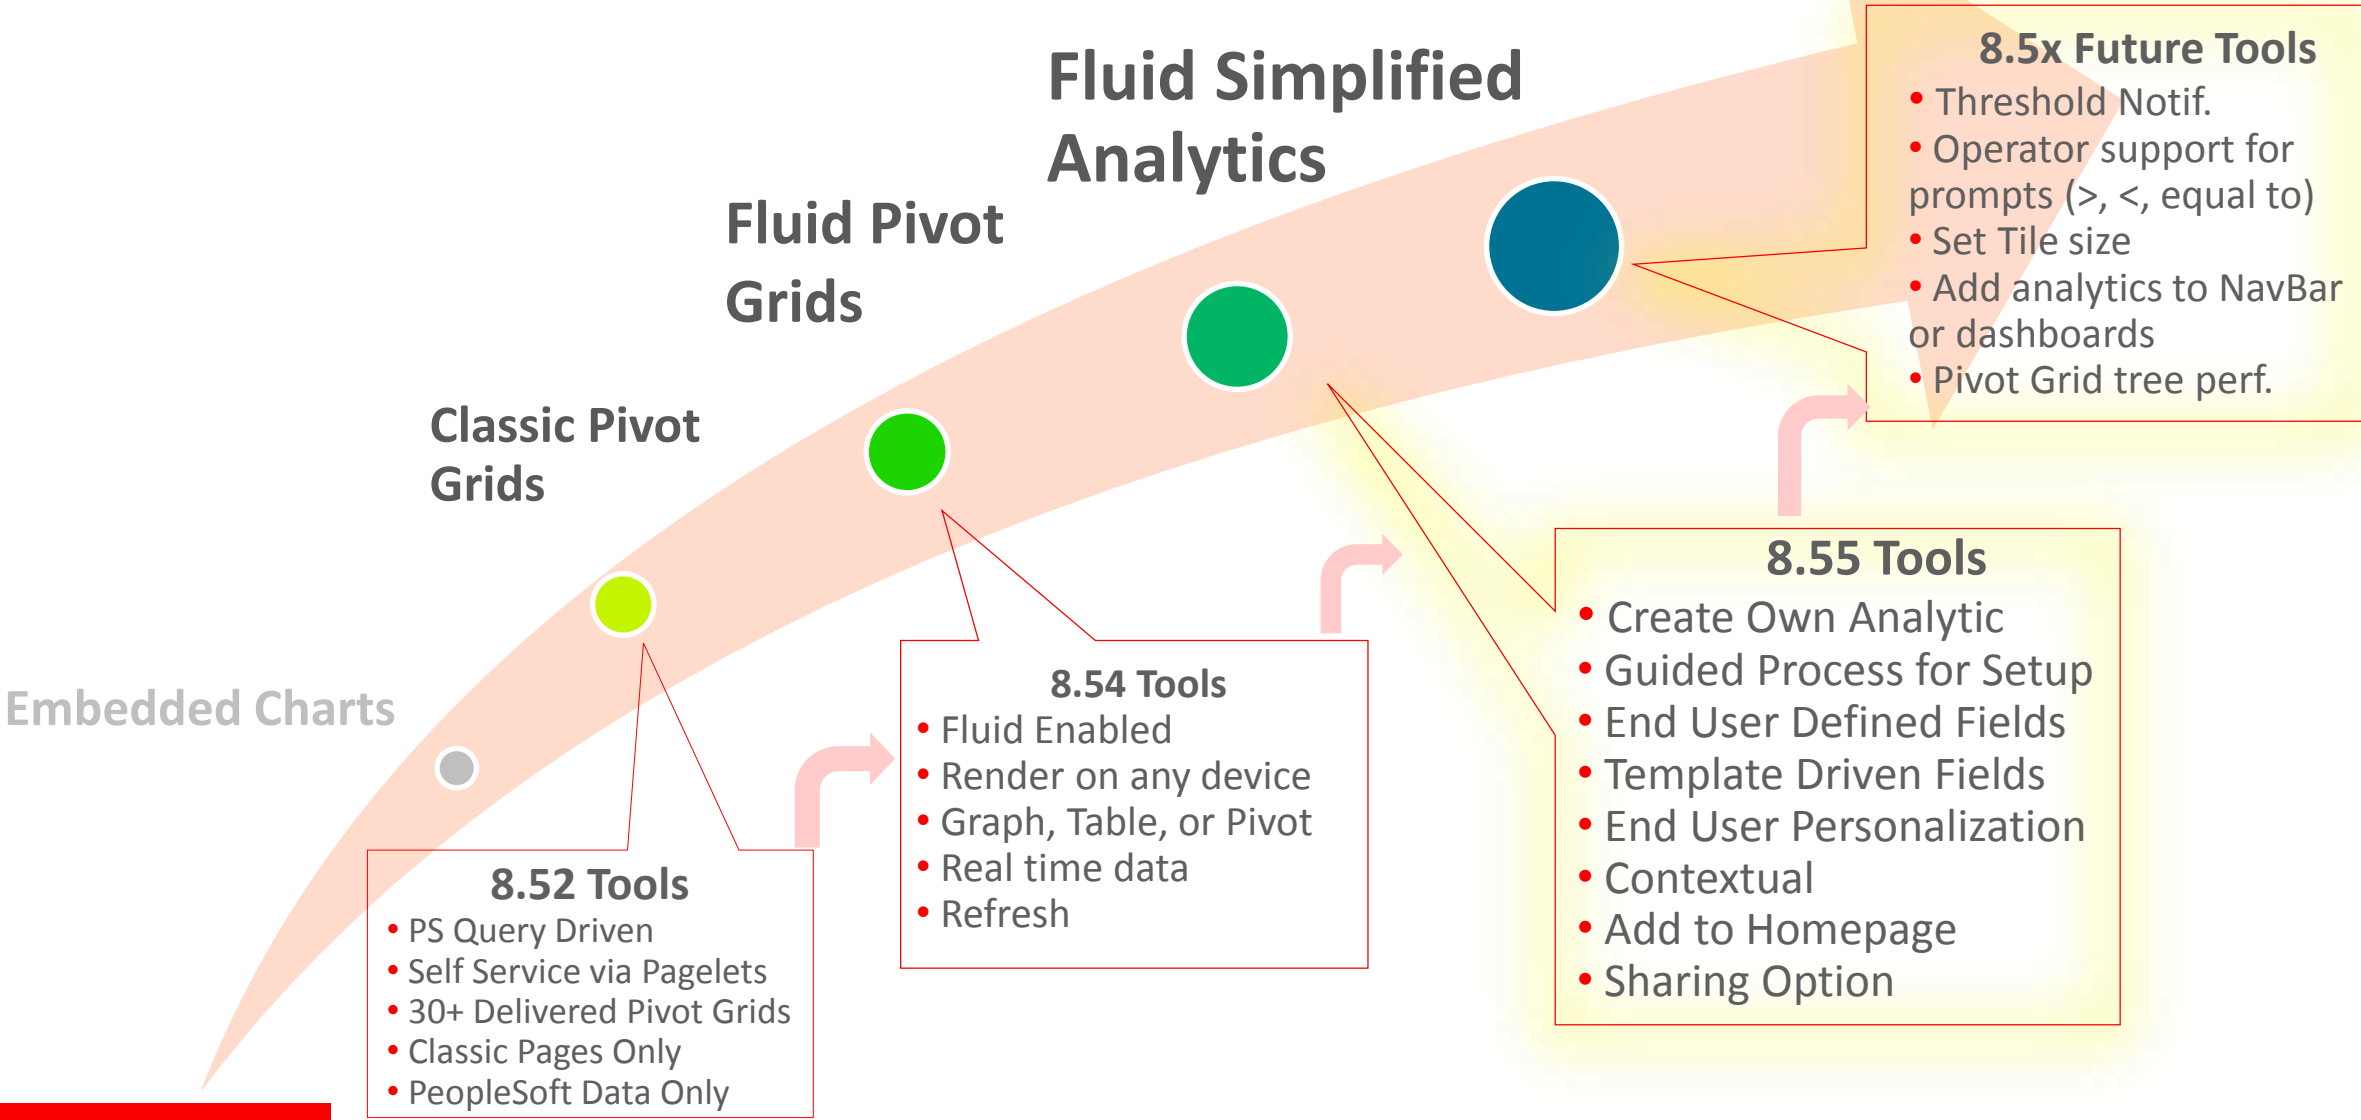 Embedded Charts
Classic Pivot
Grids
Fluid Pivot
Grids
Fluid Simplified
Analytics
8.52 Tools
• PS Query Driven
• Self Service via Pagelets
• 30+ Delivered Pivot Grids
• Classic Pages Only
• PeopleSoft Data Only
8.54 Tools
• Fluid Enabled
• Render on any device
• Graph, Table, or Pivot
• Real time data
• Refresh
8.55 Tools
• Create Own Analytic
• Guided Process for Setup
• End User Defined Fields
• Template Driven Fields
• End User Personalization
• Contextual
• Add to Homepage
• Sharing Option
8.5x Future Tools
• Threshold Notif.
• Operator support for
prompts (>, <, equal to)
• Set Tile size
• Add analytics to NavBar
or dashboards
• Pivot Grid tree perf.